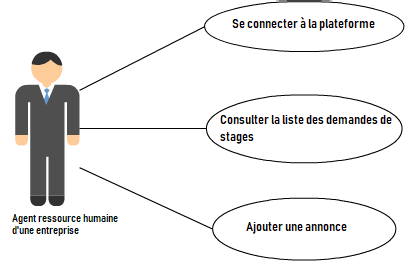 Se connecter à la plateforme
Consulter la liste des demandes de
stages
Agent ressource humaine
d'une entreprise
Ajouter une annonce